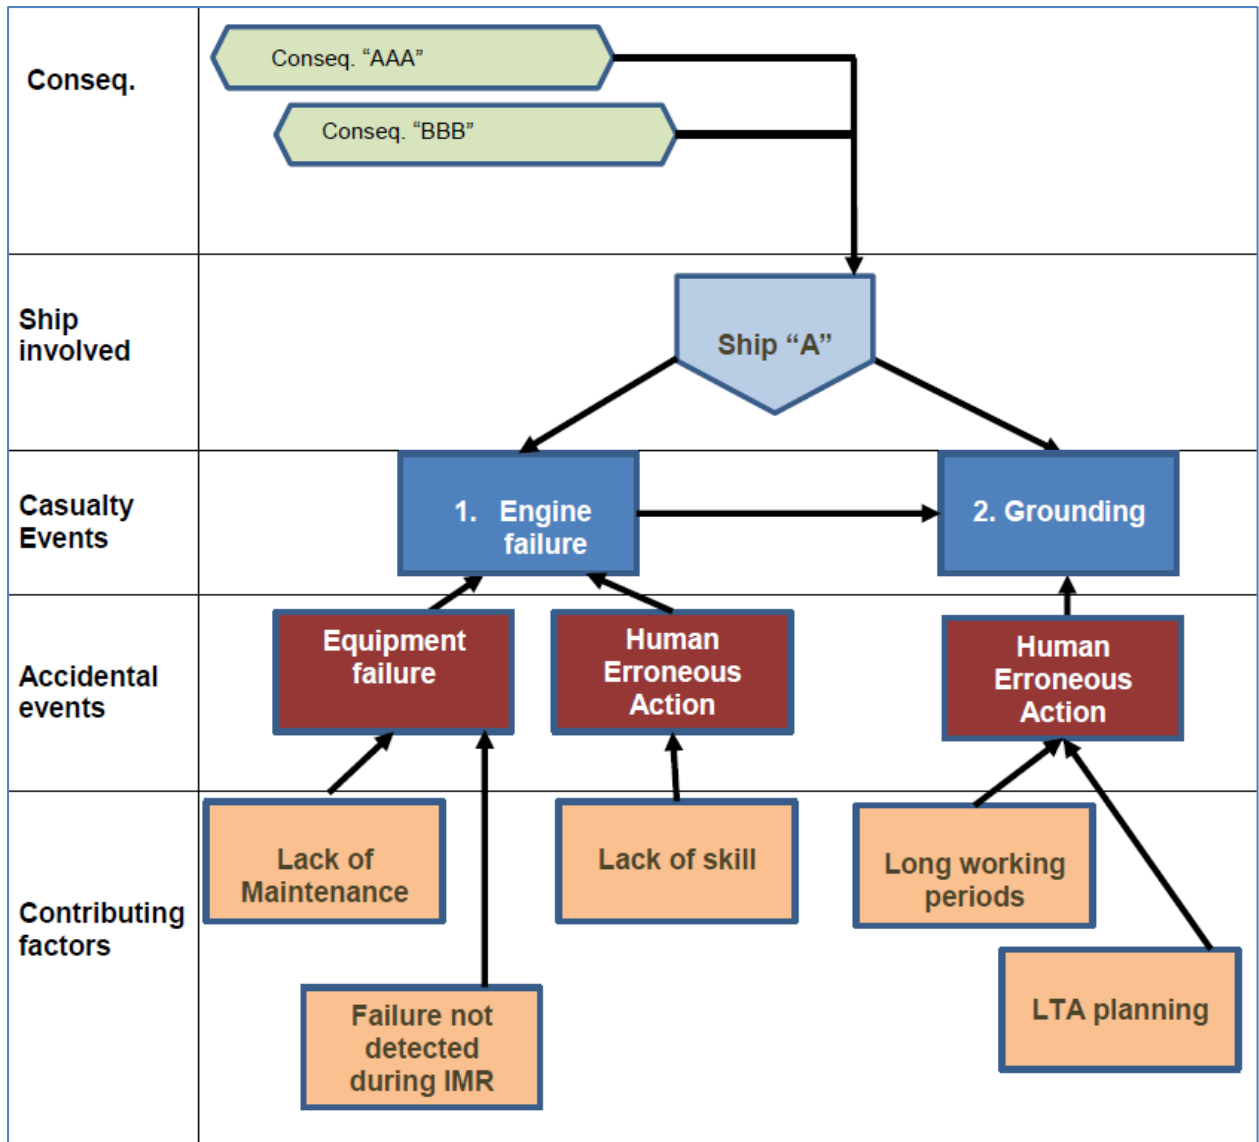 Conseq.
Conseq. “AAA”
Conseq. “BBB”
Ship
involved
Ship “A”
Casualty
Events
1. Engine
failure
2. Grounding
Accidental
events
Equipment
failure
Human
Erroneous
Action
Human
Erroneous
Action
Contributing
factors
Lack of
Maintenance
Lack of skill
Long working
periods
Failure not
detected
during IMR
LTA planning